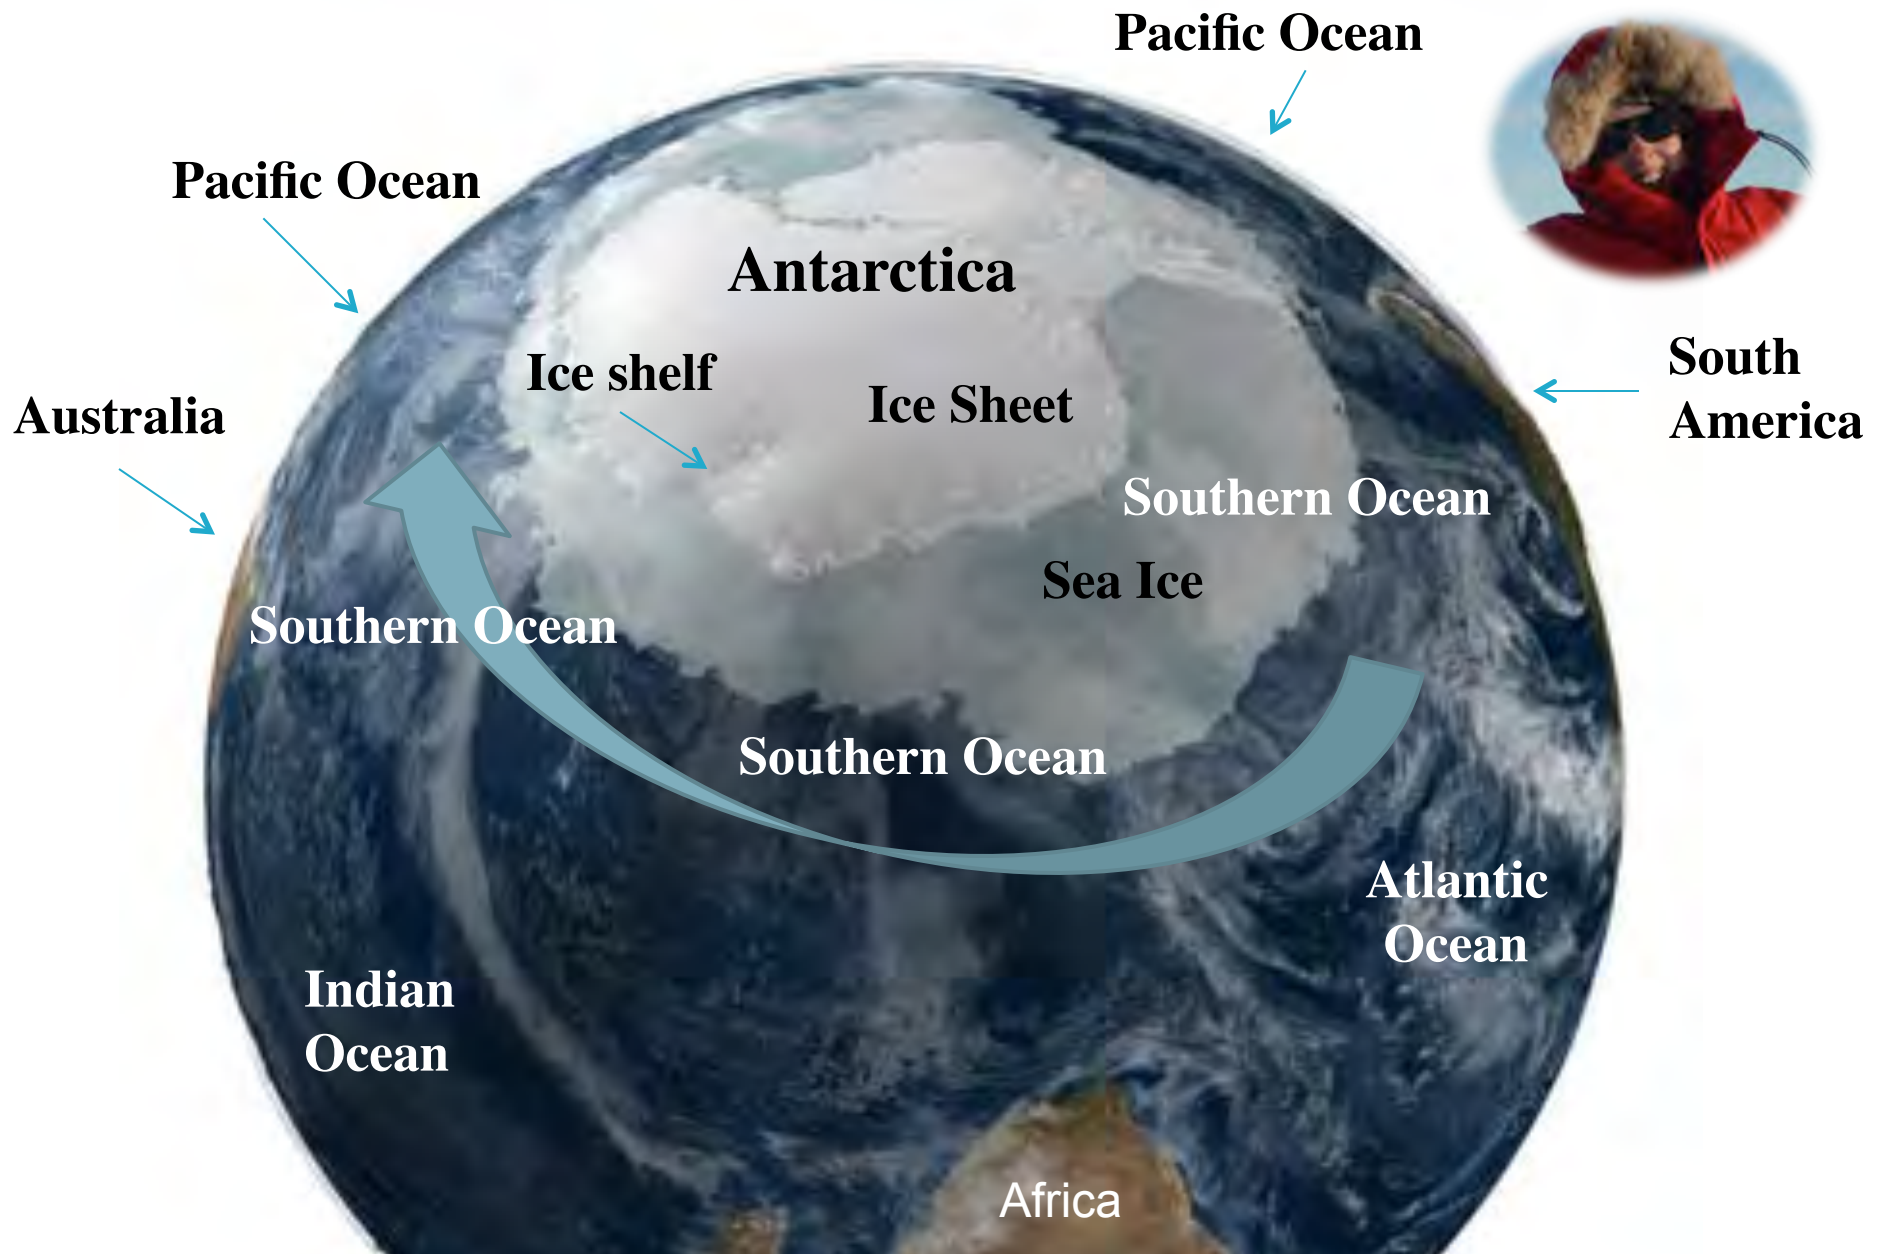 Pacific Ocean
Pacific Ocean
Antarctica
South
America
Ice shelf
Ice Sheet
Australia
Southern Ocean
Sea Ice
Southern Ocean
Southern Ocean
Atlantic
Ocean
Indian
Ocean
Africa